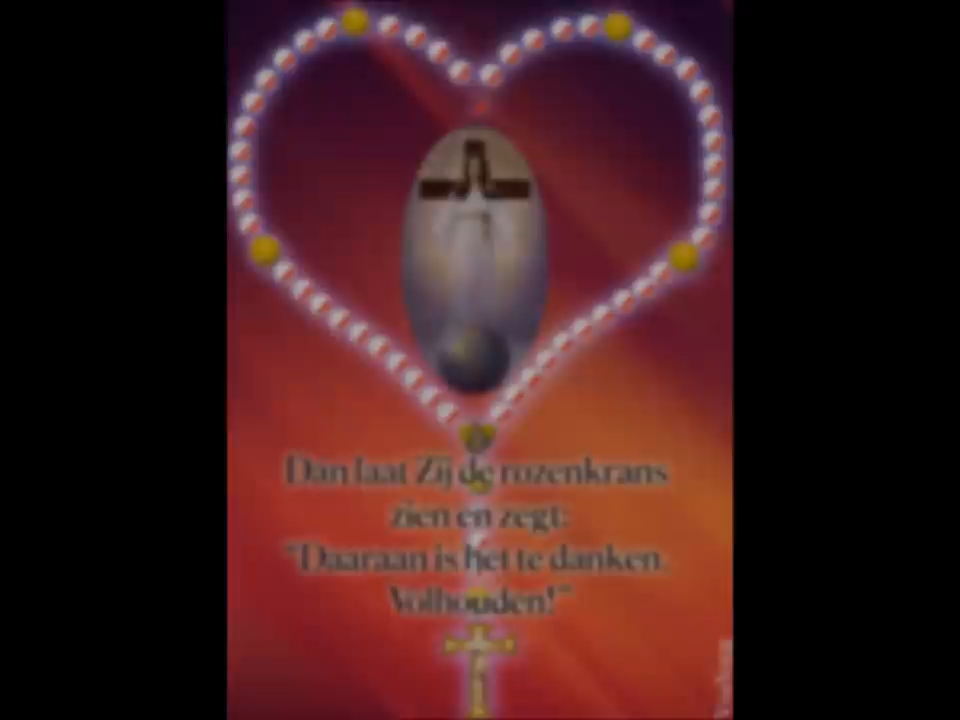 Dan laat Zij de rozenkrans
zien en zegt:
"Daaraan is het te danken.
Volhouden!"